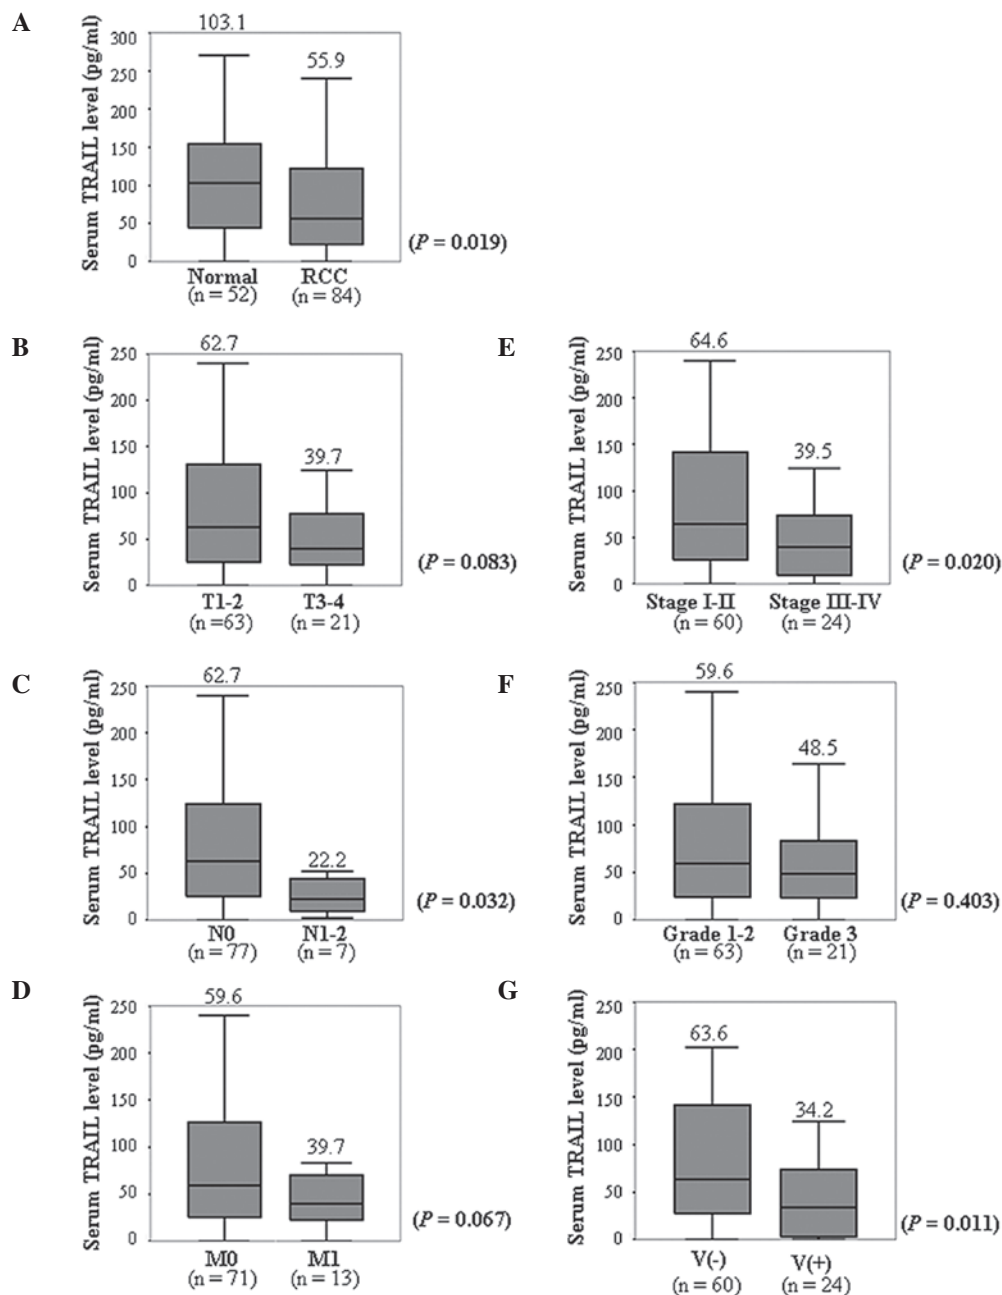 A
Serum TRAIL level (pg/ml)
300
250
200
150
100
50
0
103.1
55.9
Normal
(n = 52)
RCC
(n = 84)
(P = 0.019)
B
Serum TRAIL level (pg/ml)
250
200
150
100
50
0
62.7
39.7
T1-2
(n =63)
T3-4
(n = 21)
(P = 0.083)
E
Serum TRAIL level (pg/ml)
250
200
150
100
50
0
64.6
39.5
Stage I-II
(n = 60)
Stage III-IV
(n = 24)
(P = 0.020)
C
Serum TRAIL level (pg/ml)
250
200
150
100
50
0
62.7
22.2
N0
(n = 77)
N1-2
(n = 7)
(P = 0.032)
F
Serum TRAIL level (pg/ml)
250
200
150
100
50
0
59.6
48.5
Grade 1-2
(n = 63)
Grade 3
(n = 21)
(P = 0.403)
D
Serum TRAIL level (pg/ml)
250
200
150
100
50
0
59.6
39.7
M0
(n = 71)
M1
(n = 13)
(P = 0.067)
G
Serum TRAIL level (pg/ml)
250
200
150
100
50
0
63.6
34.2
V(-)
(n = 60)
V(+)
(n = 24)
(P = 0.011)